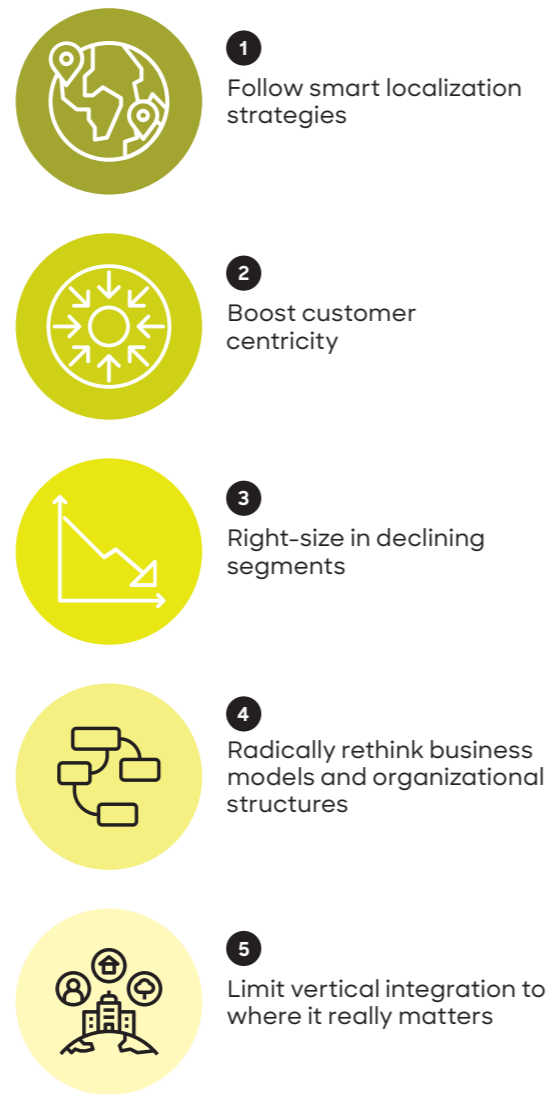 1
Follow smart localization
strategies
2
Boost customer
centricity
3
Right-size in declining
segments
4
Radically rethink business
models and organizational
structures
5
Limit vertical integration to
where it really matters